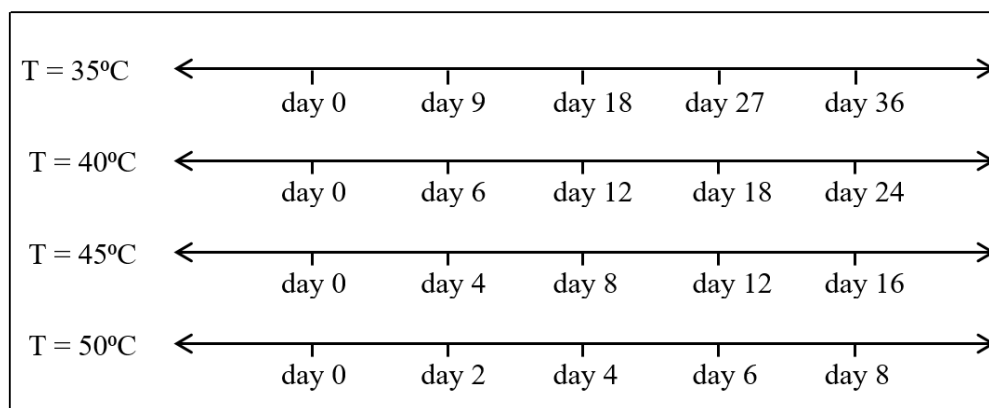 T = 35ºC
day 0 day 9 day 18 day 27 day 36
T = 40ºC
day 0 day 6 day 12 day 18 day 24
T = 45ºC
day 0 day 4 day 8 day 12 day 16
T = 50ºC
day 0 day 2 day 4 day 6 day 8